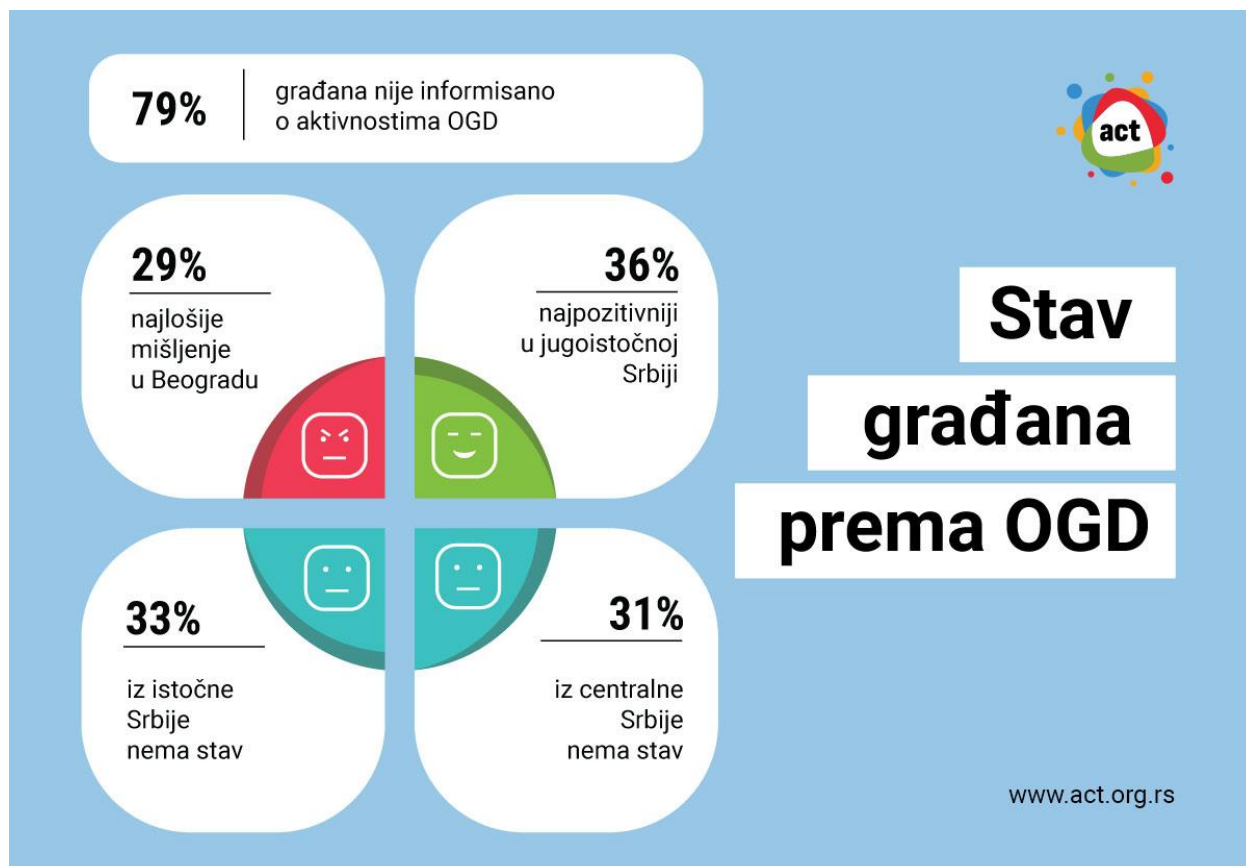 79%
građana nije informisano
o aktivnostima OGD
act
29%
najlošije
mišljenje
u Beogradu
36%
najpozitivniji
u jugoistočnoj
Srbiji
33%
iz istočne
Srbije
nema stav
31%
iz centralne
Srbije
nema stav
Stav
građana
prema OGD
www.act.org.rs